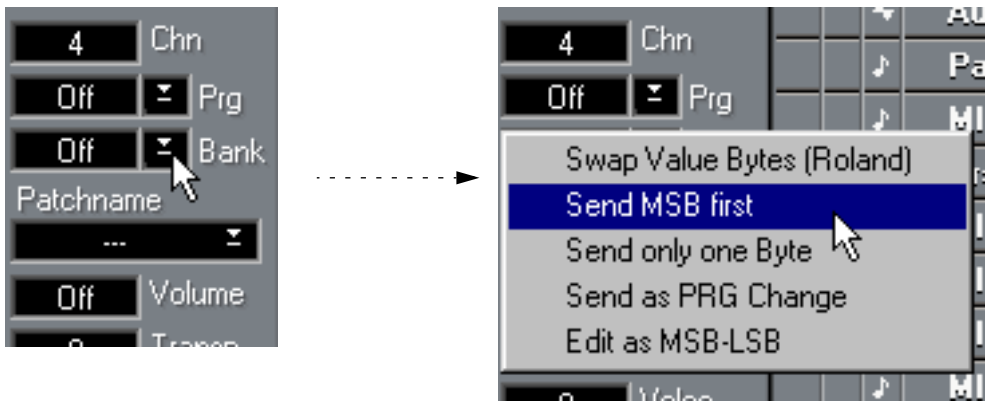 4 Chn
Off Prg
Off Bank
Patchname
---
Off Volume
4 Chn
Off Prg
Swap Value Bytes (Roland)
Send MSB first
Send only one Byte
Send as PRG Change
Edit as MSB-LSB